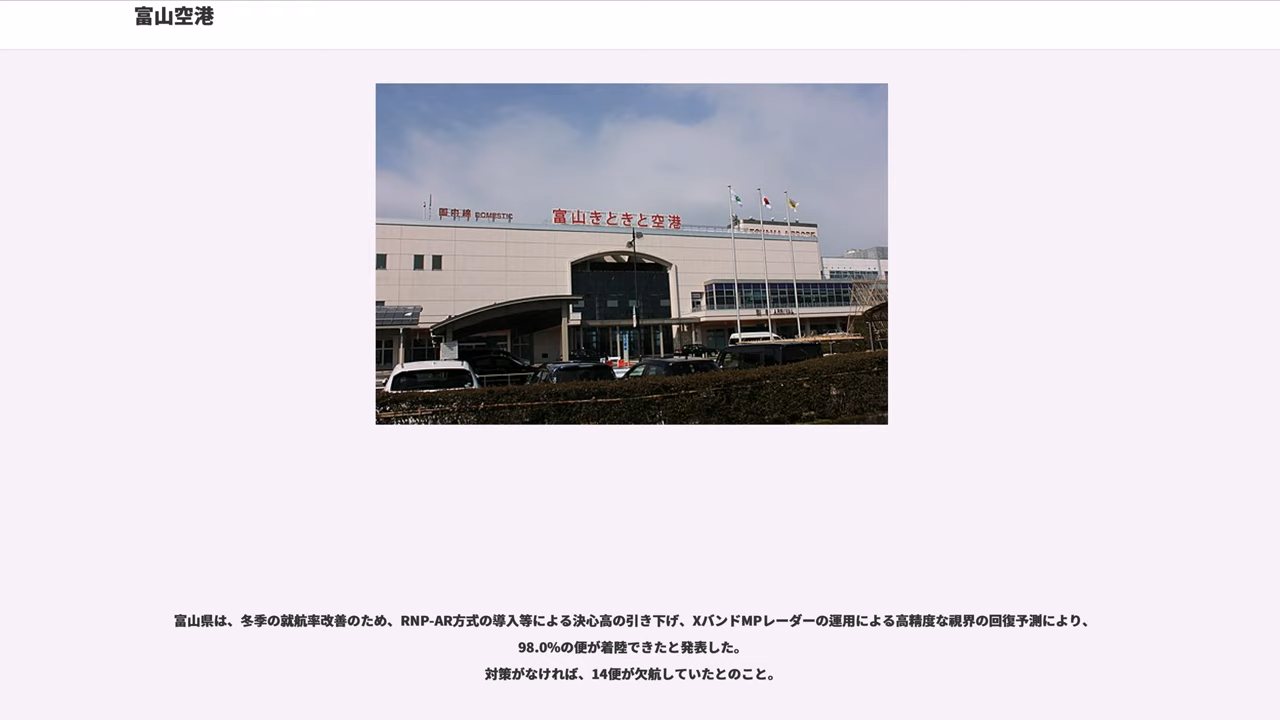 富山空港
国内線 DOMESTIC
富山きときと空港
富山県は、冬季の就航率改善のため、RNP-AR方式の導入等による決心高の引き下げ、XバンドMPレーダーの運用による高精度な視界の回復予測により、
98.0%の便が着陸できたと発表した。
対策がなければ、14便が欠航していたとのこと。